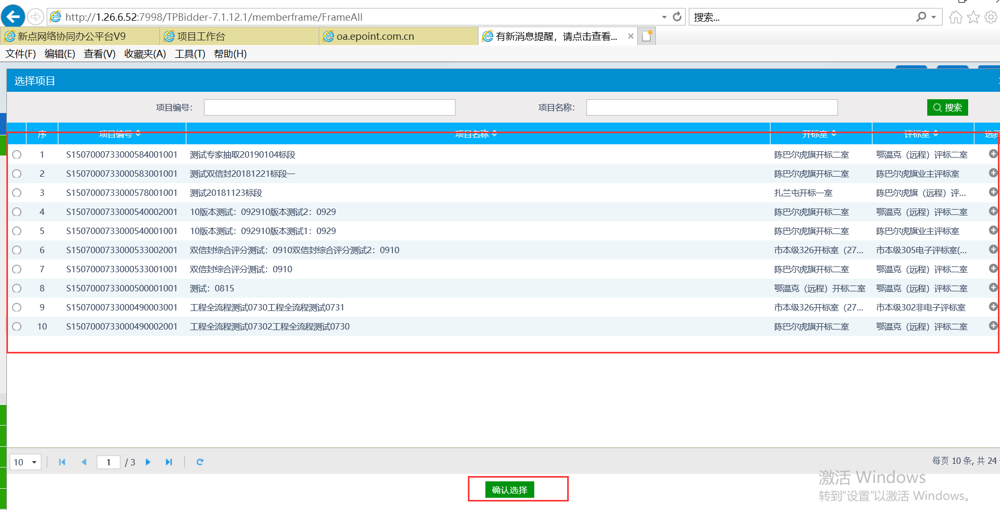 http://1.26.6.52:7998/TPBidder-7.1.12.1/memberframe/FrameAll 搜索...
新点网络协同办公平台V9 项目工作台 oa.epoint.com.cn 有新消息提醒，请点击查看...
文件(F) 编辑(E) 查看(V) 收藏夹(A) 工具(T) 帮助(H)
选择项目
项目编号： 项目名称： 搜索
序 项目编号 项目名称 开标室 评标室 选择
1 S1507000733000584001001 测试专家抽取20190104标段 陈巴尔虎旗开标二室 鄂温克（远程）评标二室
2 S1507000733000583001001 测试双信封20181221标段一 陈巴尔虎旗开标二室 陈巴尔虎旗业主评标室
3 S1507000733000578001001 测试20181123标段 扎兰屯开标一室 陈巴尔虎旗（远程）评...
4 S1507000733000540002001 10版本测试：092910版本测试2：0929 陈巴尔虎旗开标二室 鄂温克（远程）评标二室
5 S1507000733000540001001 10版本测试：092910版本测试1：0929 陈巴尔虎旗开标二室 陈巴尔虎旗业主评标室
6 S1507000733000533002001 双信封综合评分测试：0910双信封综合评分测试2：0910 市本级326开标室（27... 市本级305电子评标室(...
7 S1507000733000533001001 双信封综合评分测试：0910 陈巴尔虎旗开标二室 鄂温克（远程）评标二室
8 S1507000733000500001001 测试：0815 鄂温克（远程）开标二室 鄂温克（远程）评标二室
9 S1507000733000490003001 工程全流程测试0730工程全流程测试0731 市本级326开标室（27... 市本级302非电子评标室
10 S1507000733000490002001 工程全流程测试07302工程全流程测试0730 陈巴尔虎旗开标二室 鄂温克（远程）评标二室
10 1 / 3 每页 10 条, 共 24
确认选择
激活 Windows
转到“设置”以激活 Windows。